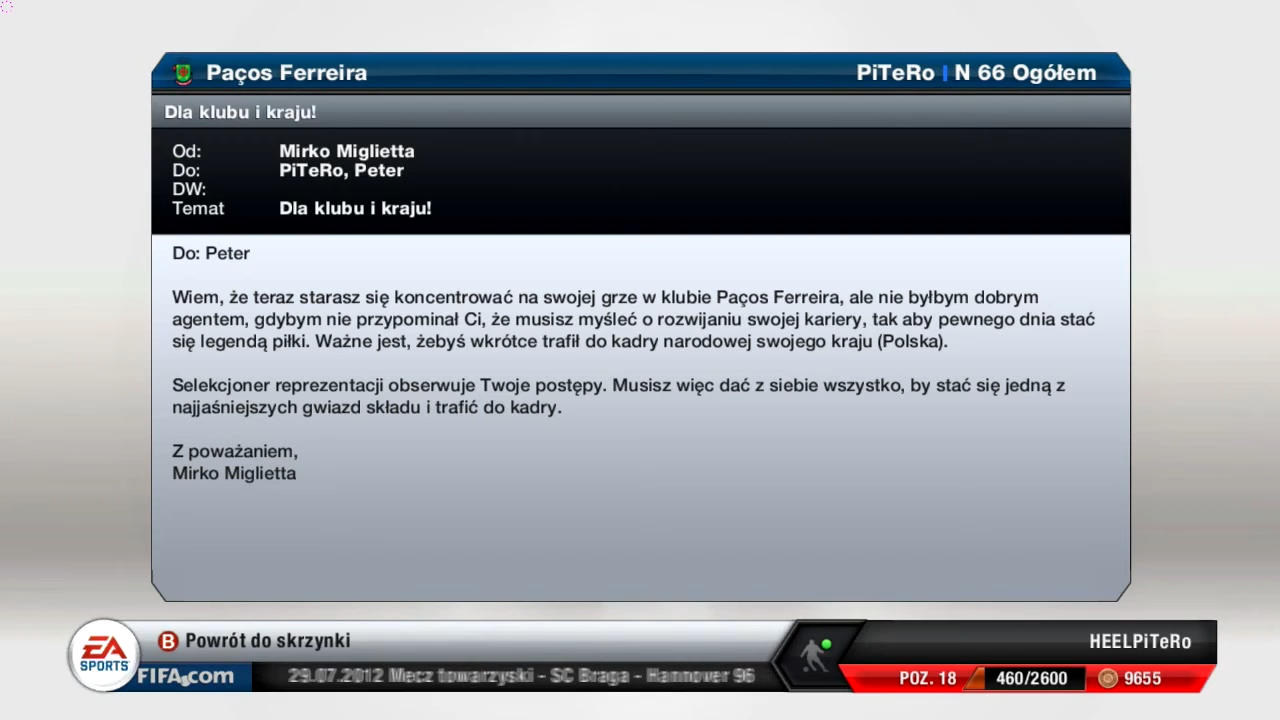 Paços Ferreira
PiTeRo | N 66 Ogółem
Dla klubu i kraju!
Od: Mirko Miglietta
Do: PiTeRo, Peter
DW:
Temat Dla klubu i kraju!
Do: Peter
Wiem, że teraz starasz się koncentrować na swojej grze w klubie Paços Ferreira, ale nie byłbym dobrym
agentem, gdybym nie przypominał Ci, że musisz myśleć o rozwijaniu swojej kariery, tak aby pewnego dnia stać
się legendą piłki. Ważne jest, żebyś wkrótce trafił do kadry narodowej swojego kraju (Polska).
Selekcjoner reprezentacji obserwuje Twoje postępy. Musisz więc dać z siebie wszystko, by stać się jedną z
najjaśniejszych gwiazd składu i trafić do kadry.
Z poważaniem,
Mirko Miglietta
EA
SPORTS
B Powrót do skrzynki
HEELPiTeRo
FIFA.com
29.07.2012 Mecz towarzyski - SC Braga - Hannover 96
POZ. 18
460/2600
9655